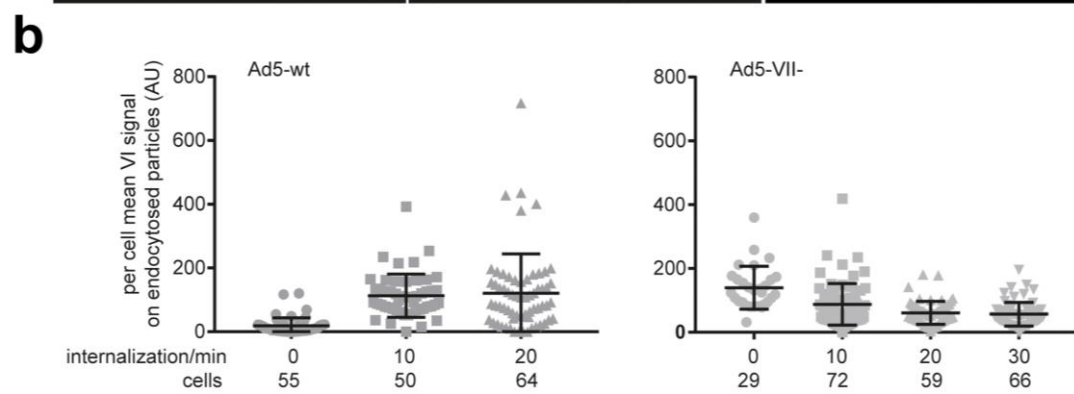 b
Ad5-wt
per cell mean VI signal
on endocytosed particles (AU)
800
600
400
200
0
internalization/min 0 10 20
cells 55 50 64
Ad5-VII-
800
600
400
200
0
0 10 20 30
29 72 59 66